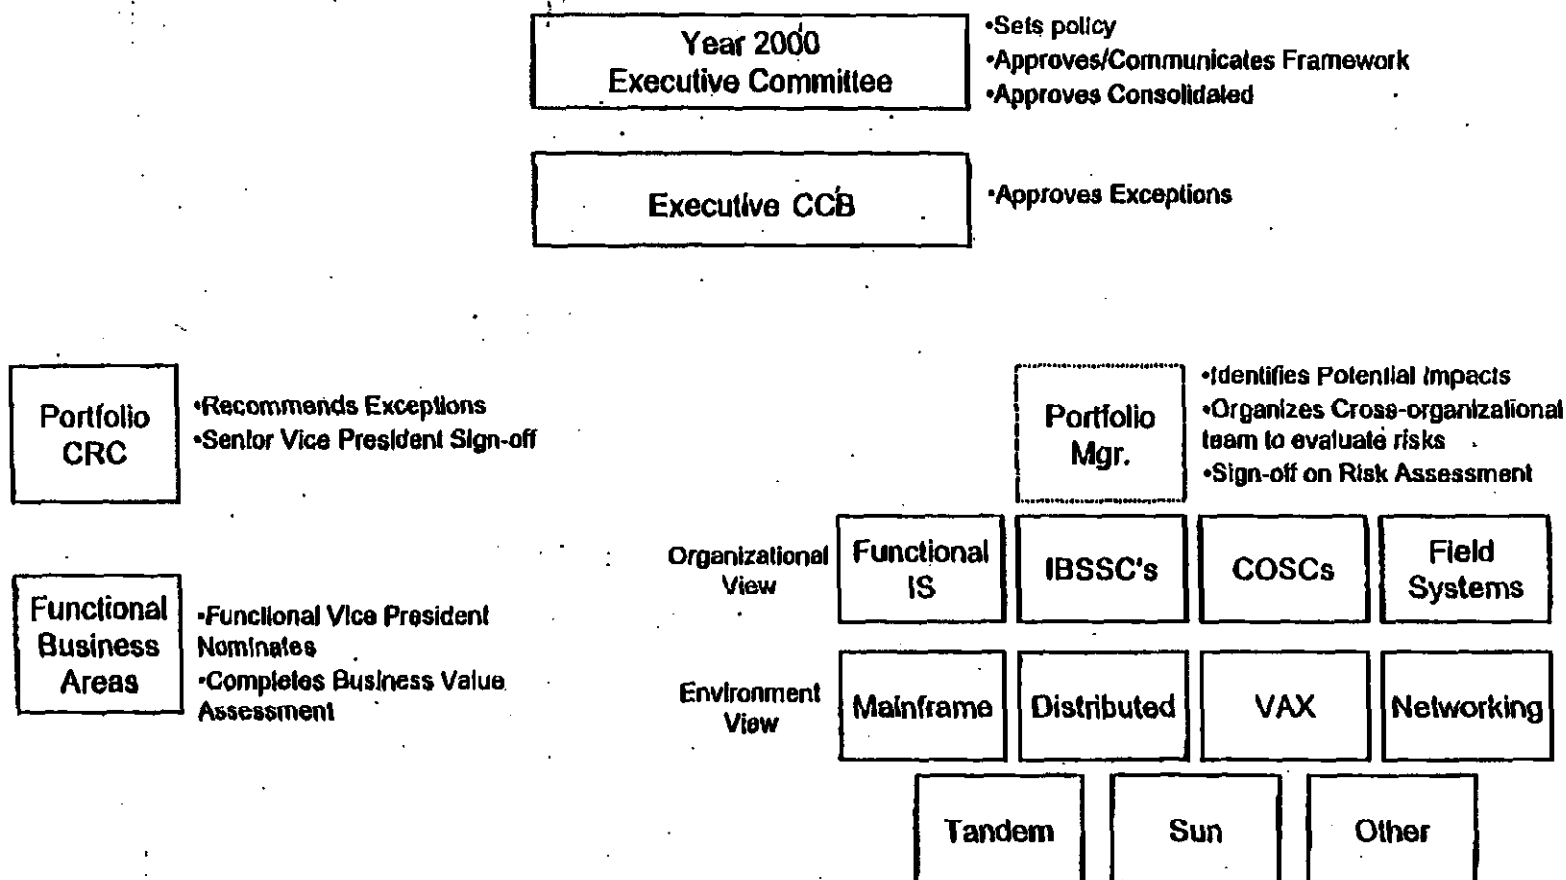 Year 2000
Executive Committee
•Sets policy
•Approves/Communicates Framework
•Approves Consolidated
Executive CCB
•Approves Exceptions
Portfolio
CRC
•Recommends Exceptions
•Senior Vice President Sign-off
Portfolio
Mgr.
•Identifies Potential Impacts
•Organizes Cross-organizational
team to evaluate risks
•Sign-off on Risk Assessment
Functional
Business
Areas
•Functional Vice President
Nominates
•Completes Business Value
Assessment
Organizational
View
Functional
IS
IBSSC's
COSCs
Field
Systems
Environment
View
Mainframe
Distributed
VAX
Networking
Tandem
Sun
Other